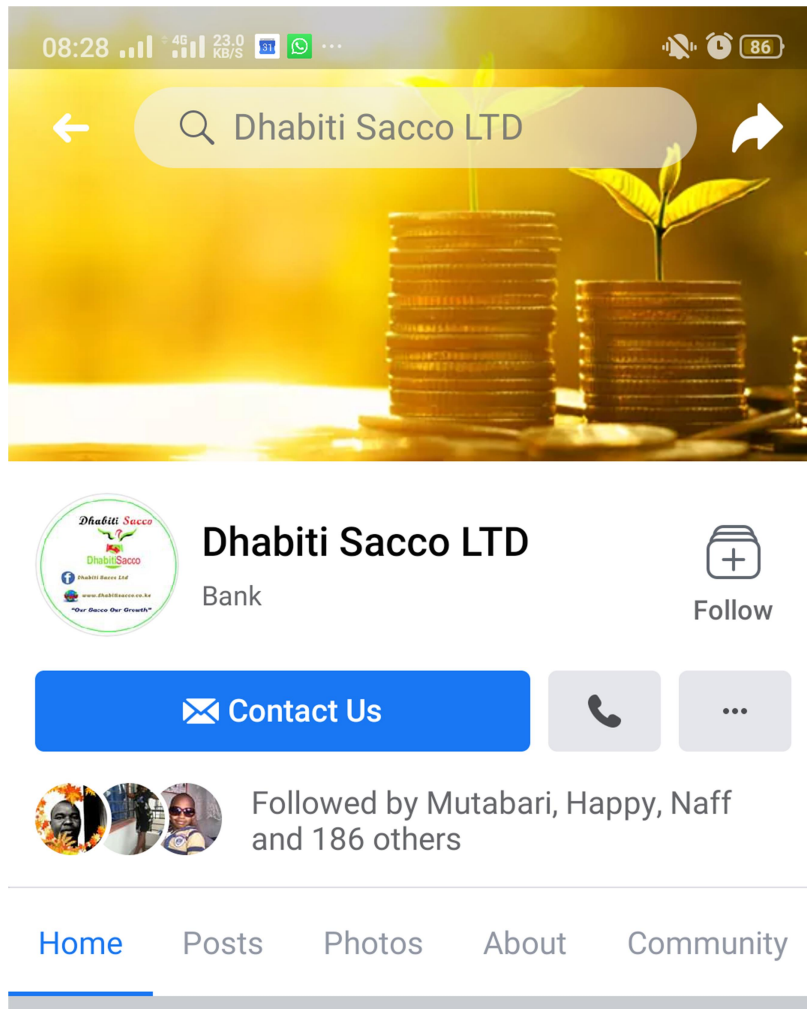 08:28 4G 23.0 KB/S 31 86
Dhabiti Sacco LTD
Dhabiti Sacco
DhabitiSacco
Dhabiti Sacco Ltd
www.DhabitiSacco.co.ke
"Our Sacco Our Growth"
Dhabiti Sacco LTD
Bank
Follow
Contact Us
Followed by Mutabari, Happy, Naff
and 186 others
Home Posts Photos About Community